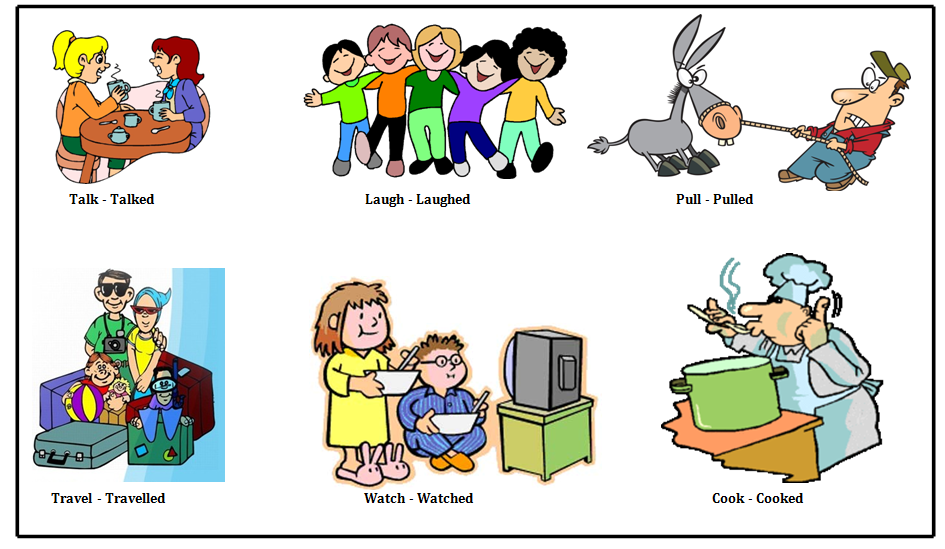 Talk - Talked
Laugh - Laughed
Pull - Pulled
Travel - Travelled
Watch - Watched
Cook - Cooked